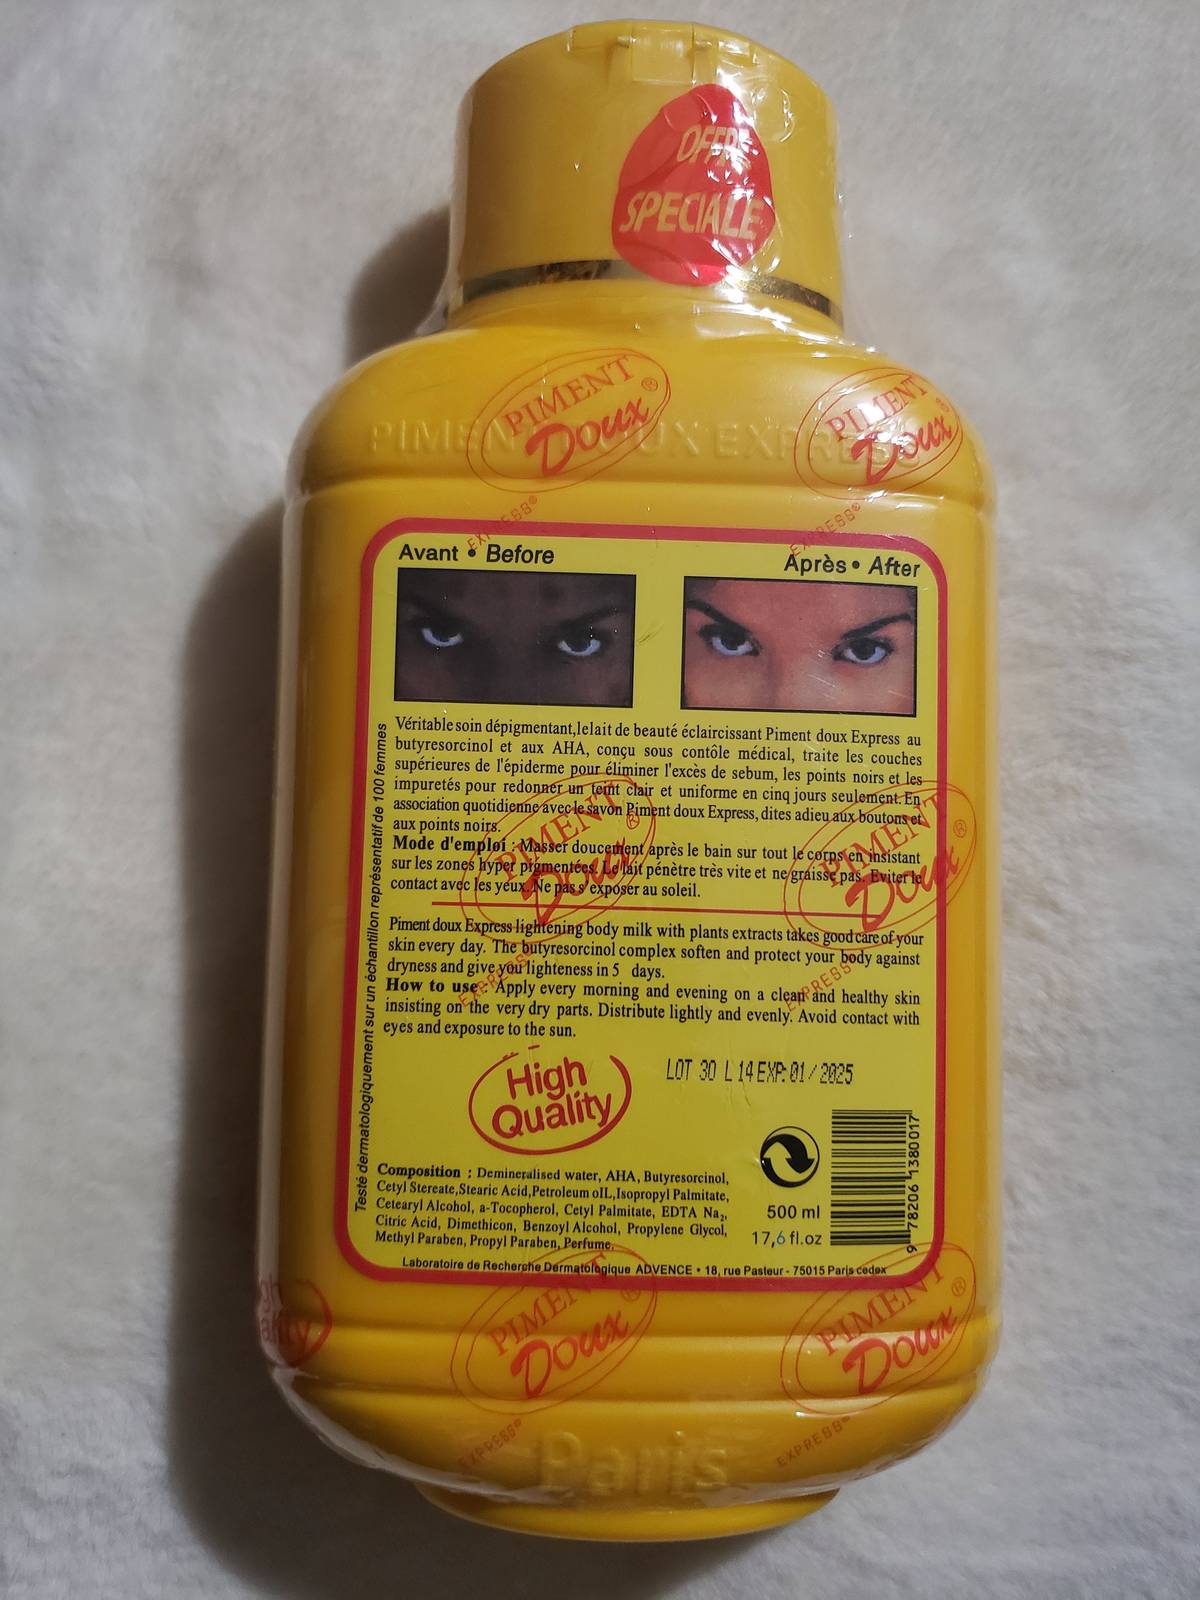 OFFRE
SPECIALE
PIMENT
Doux®
EXPRESS®
PIMENT
Doux®
EXPRESS®
PIMENT DOUX EXPRESS
Avant • Before
Après • After
Véritable soin dépigmentant,lelait de beauté éclaircissant Piment doux Express au
butyresorcinol et aux AHA, conçu sous contôle médical, traite les couches
supérieures de l'épiderme pour éliminer l'excès de sebum, les points noirs et les
impuretés pour redonner un teint clair et uniforme en cinq jours seulement. En
association quotidienne avec le savon Piment doux Express, dites adieu aux boutons et
aux points noirs.
Mode d'emploi : Masser doucement après le bain sur tout le corps en insistant
sur les zones hyper pigmentées. Le lait pénètre très vite et ne graisse pas. Eviter le
contact avec les yeux. Ne pas s'exposer au soleil.
Piment doux Express lightening body milk with plants extracts takes good care of your
skin every day. The butyresorcinol complex soften and protect your body against
dryness and give you lighteness in 5 days.
How to use : Apply every morning and evening on a clean and healthy skin
insisting on the very dry parts. Distribute lightly and evenly. Avoid contact with
eyes and exposure to the sun.
Testé dermatologiquement sur un échantillon représentatif de 100 femmes
PIMENT
Doux®
EXPRESS®
PIMENT
Doux®
EXPRESS®
High
Quality
LOT 30 L 14 EXP: 01/2025
Composition : Demineralised water, AHA, Butyresorcinol,
Cetyl Stereate,Stearic Acid,Petroleum oIL,Isopropyl Palmitate,
Cetearyl Alcohol, a-Tocopherol, Cetyl Palmitate, EDTA Na2,
Citric Acid, Dimethicon, Benzoyl Alcohol, Propylene Glycol,
Methyl Paraben, Propyl Paraben, Perfume.
500 ml
17,6 fl.oz
9 78206 1380017
Laboratoire de Recherche Dermatologique ADVENCE • 18, rue Pasteur - 75015 Paris cedex
PIMENT
Doux®
EXPRESS®
PIMENT
Doux®
EXPRESS®
Paris